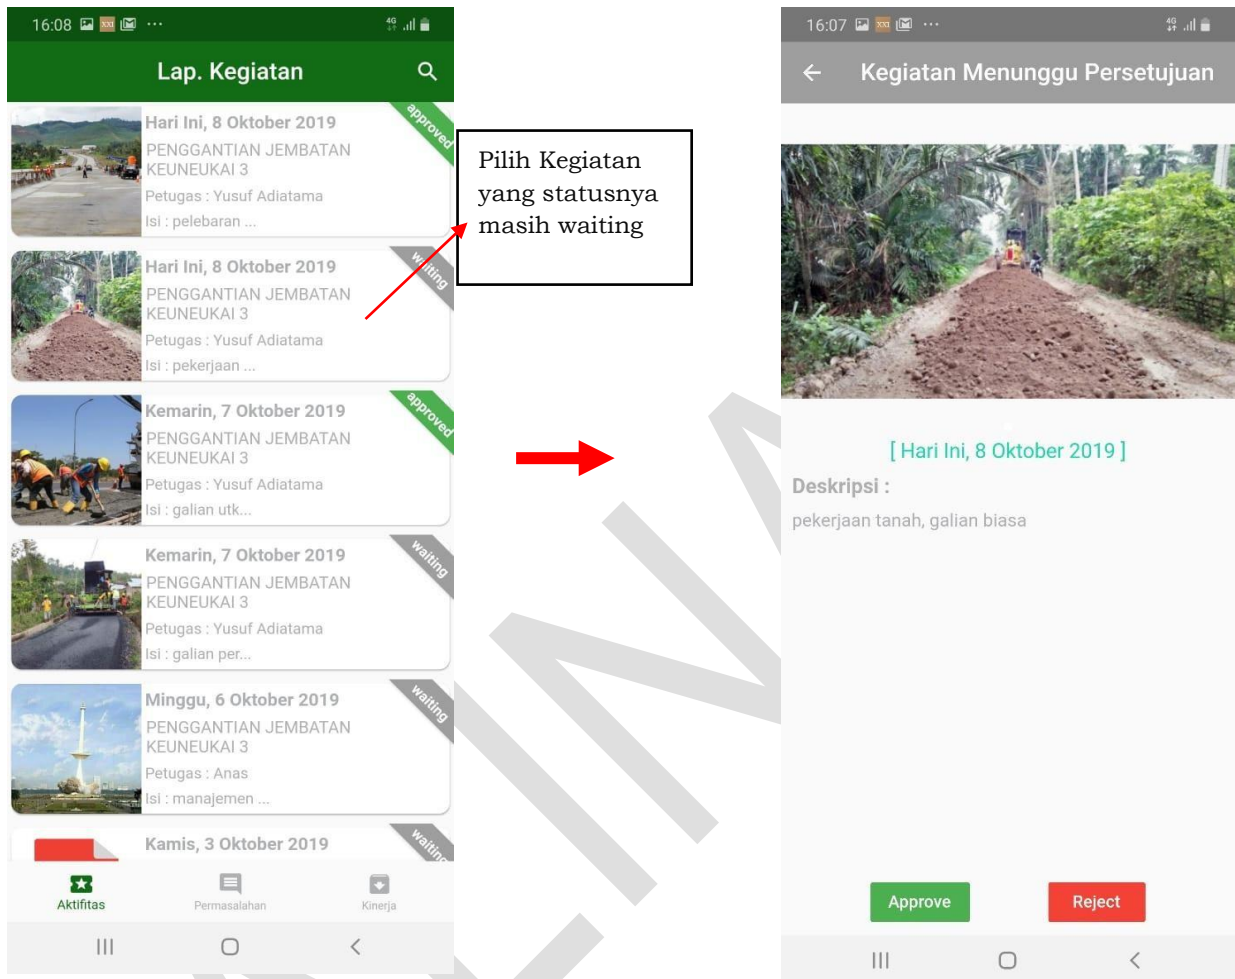 16:08
4G
Lap. Kegiatan
Hari Ini, 8 Oktober 2019
approved
PENGGANTIAN JEMBATAN
KEUNEUKAI 3
Petugas : Yusuf Adiatama
Isi : pelebaran ...
Hari Ini, 8 Oktober 2019
waiting
PENGGANTIAN JEMBATAN
KEUNEUKAI 3
Petugas : Yusuf Adiatama
Isi : pekerjaan ...
Kemarin, 7 Oktober 2019
approved
PENGGANTIAN JEMBATAN
KEUNEUKAI 3
Petugas : Yusuf Adiatama
Isi : galian utk...
Kemarin, 7 Oktober 2019
waiting
PENGGANTIAN JEMBATAN
KEUNEUKAI 3
Petugas : Yusuf Adiatama
Isi : galian per...
Minggu, 6 Oktober 2019
waiting
PENGGANTIAN JEMBATAN
KEUNEUKAI 3
Petugas : Anas
Isi : manajemen ...
Kamis, 3 Oktober 2019
waiting
Aktifitas
Permasalahan
Kinerja
Pilih Kegiatan
yang statusnya
masih waiting
16:07
4G
Kegiatan Menunggu Persetujuan
[ Hari Ini, 8 Oktober 2019 ]
Deskripsi :
pekerjaan tanah, galian biasa
Approve
Reject